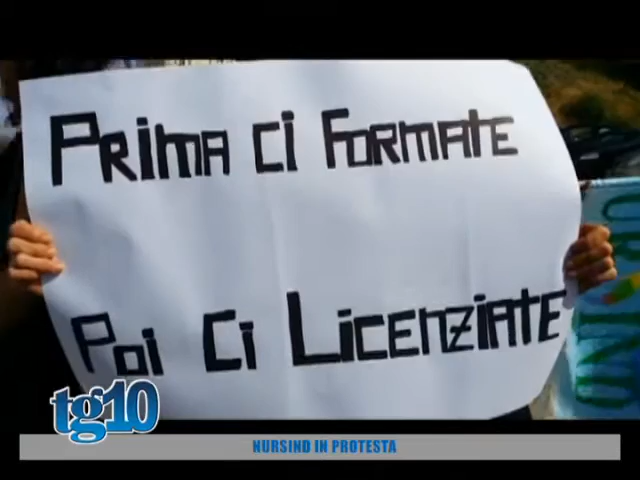 PRIMA CI FORMATE
POI CI LICENZIATE
tg10
NURSIND IN PROTESTA